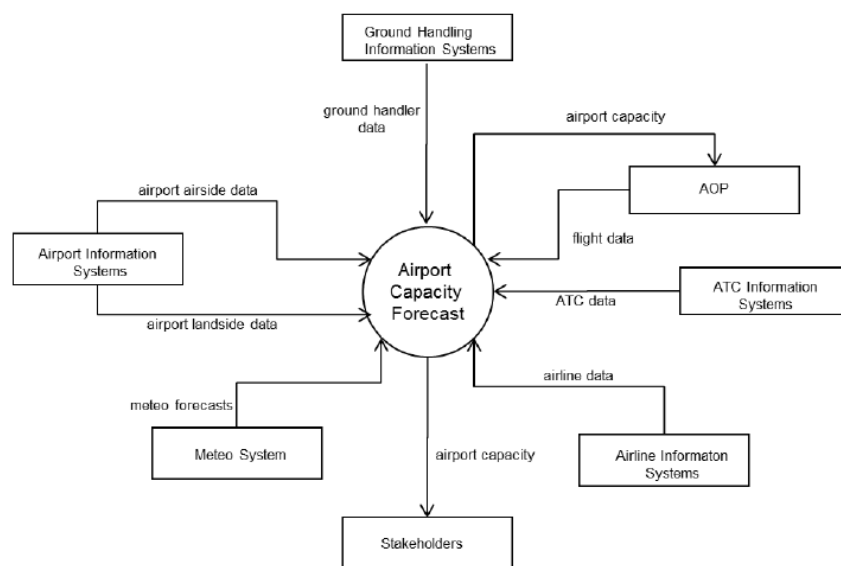 Ground Handling
Information Systems
ground handler
data
airport capacity
airport airside data
AOP
flight data
Airport Information
Systems
Airport
Capacity
Forecast
ATC Information
Systems
ATC data
airport landside data
airline data
meteo forecasts
Meteo System
airport capacity
Airline Informaton
Systems
Stakeholders